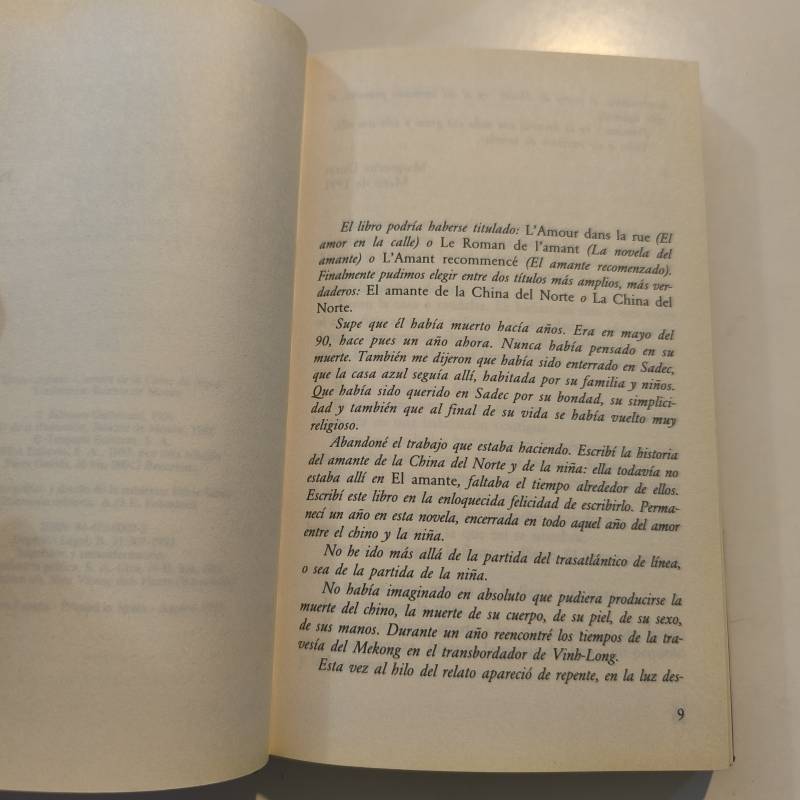 El libro podría haberse titulado: L'Amour dans la rue (El
amor en la calle) o Le Roman de l'amant (La novela del
amante) o L'Amant recommencé (El amante recomenzado).
Finalmente pudimos elegir entre dos títulos más amplios, más ver-
daderos: El amante de la China del Norte o La China del
Norte.
Supe que él había muerto hacía años. Era en mayo del
90, hace pues un año ahora. Nunca había pensado en su
muerte. También me dijeron que había sido enterrado en Sadec,
que la casa azul seguía allí, habitada por su familia y niños.
Que había sido querido en Sadec por su bondad, su simplici-
dad y también que al final de su vida se había vuelto muy
religioso.
Abandoné el trabajo que estaba haciendo. Escribí la historia
del amante de la China del Norte y de la niña: ella todavía no
estaba allí en El amante, faltaba el tiempo alrededor de ellos.
Escribí este libro en la enloquecida felicidad de escribirlo. Perma-
necí un año en esta novela, encerrada en todo aquel año del amor
entre el chino y la niña.
No he ido más allá de la partida del trasatlántico de línea,
o sea de la partida de la niña.
No había imaginado en absoluto que pudiera producirse la
muerte del chino, la muerte de su cuerpo, de su piel, de su sexo,
de sus manos. Durante un año reencontré los tiempos de la tra-
vesía del Mekong en el transbordador de Vinh-Long.
Esta vez al hilo del relato apareció de repente, en la luz des-
9